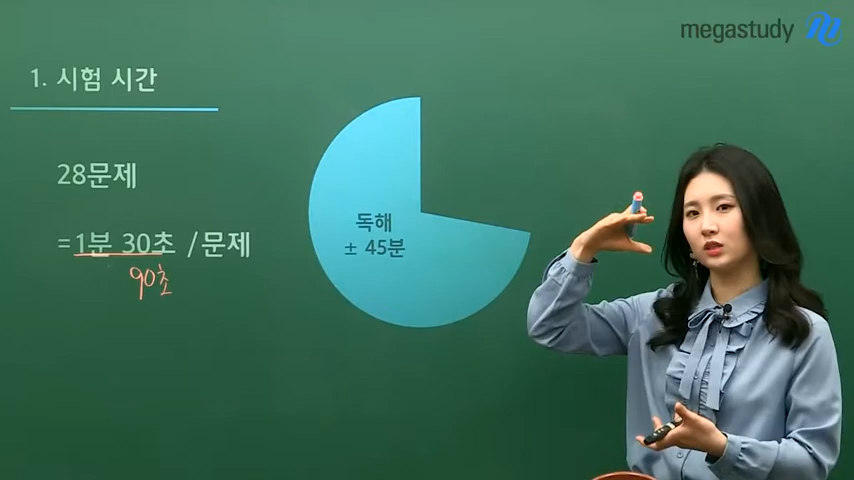 megastudy
1. 시험 시간
28문제
=1분 30초 /문제
90초
독해
± 45분